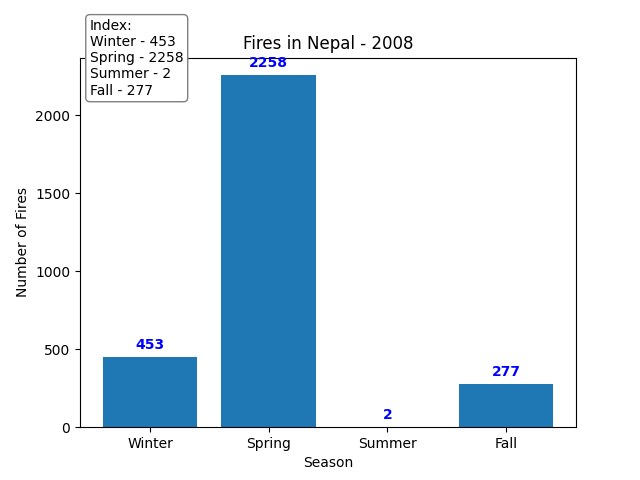 Index:
Winter - 453
Spring - 2258
Summer - 2
Fall - 277
Fires in Nepal - 2008
2258
453
2
277
2000
1500
1000
500
0
Number of Fires
Winter Spring Summer Fall
Season